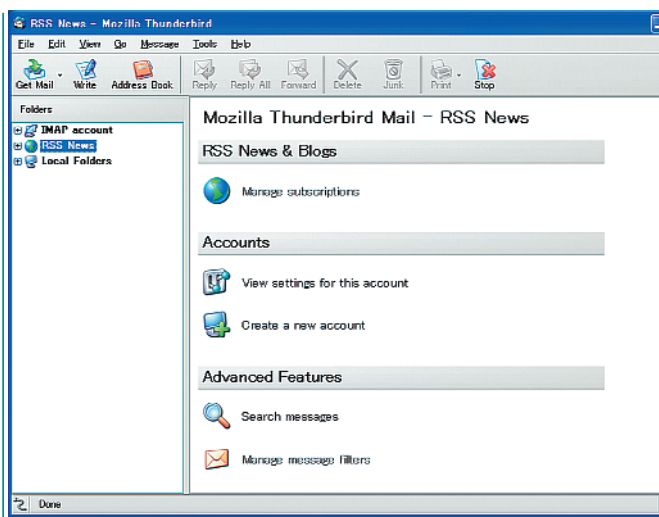 RSS News - Mozilla Thunderbird
File Edit View Go Message Tools Help
Get Mail Write Address Book Reply Reply All Forward Delete Junk Print Stop
Folders
IMAP account
RSS News
Local Folders
Mozilla Thunderbird Mail - RSS News
RSS News & Blogs
Manage subscriptions
Accounts
View settings for this account
Create a new account
Advanced Features
Search messages
Manage message filters
Done